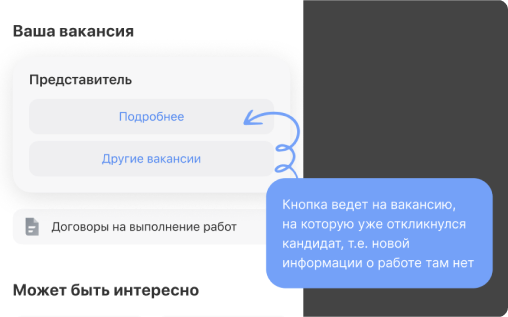 Ваша вакансия
Представитель
Подробнее
Другие вакансии
Договоры на выполнение работ
Может быть интересно
Кнопка ведет на вакансию,
на которую уже откликнулся
кандидат, т.е. новой
информации о работе там нет